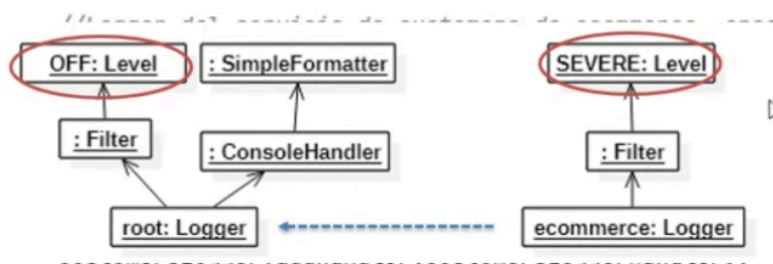 OFF: Level
: SimpleFormatter
SEVERE: Level
: Filter
: ConsoleHandler
: Filter
root: Logger
ecommerce: Logger